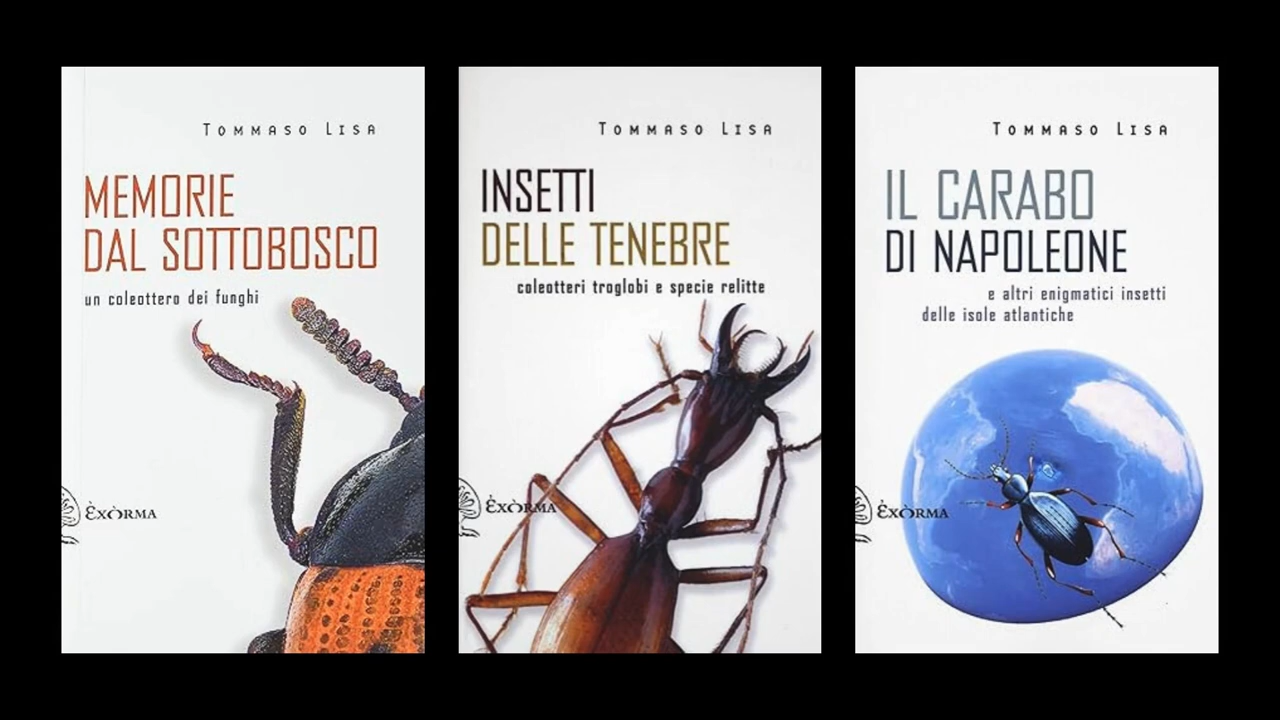 Tommaso Lisa
MEMORIE
DAL SOTTOBOSCO
un coleottero dei funghi
ÈXÒRMA
Tommaso Lisa
INSETTI
DELLE TENEBRE
coleotteri troglobi e specie relitte
ÈXÒRMA
Tommaso Lisa
IL CARABO
DI NAPOLEONE
e altri enigmatici insetti
delle isole atlantiche
ÈXÒRMA